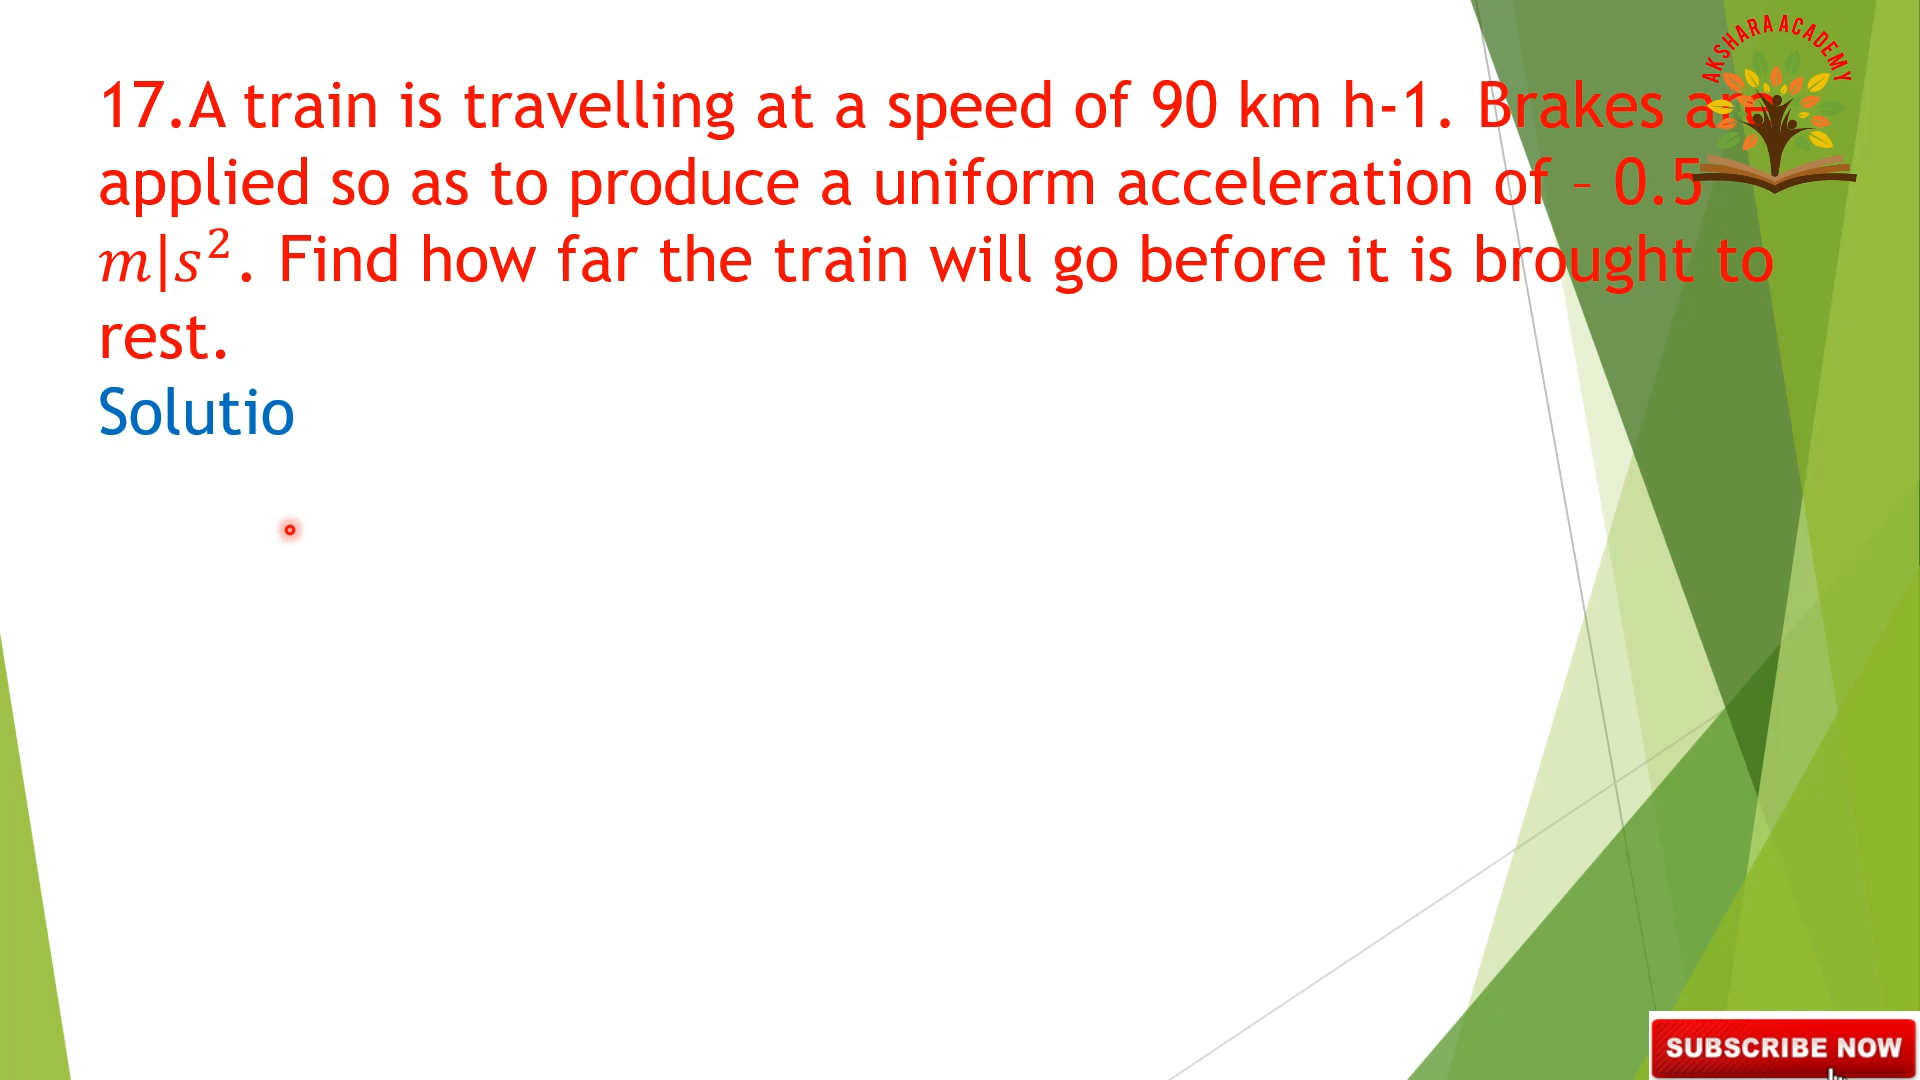 AKSHARA ACADEMY
17.A train is travelling at a speed of 90 km h-1. Brakes are
applied so as to produce a uniform acceleration of – 0.5
m|s². Find how far the train will go before it is brought to
rest.
Solutio
SUBSCRIBE NOW